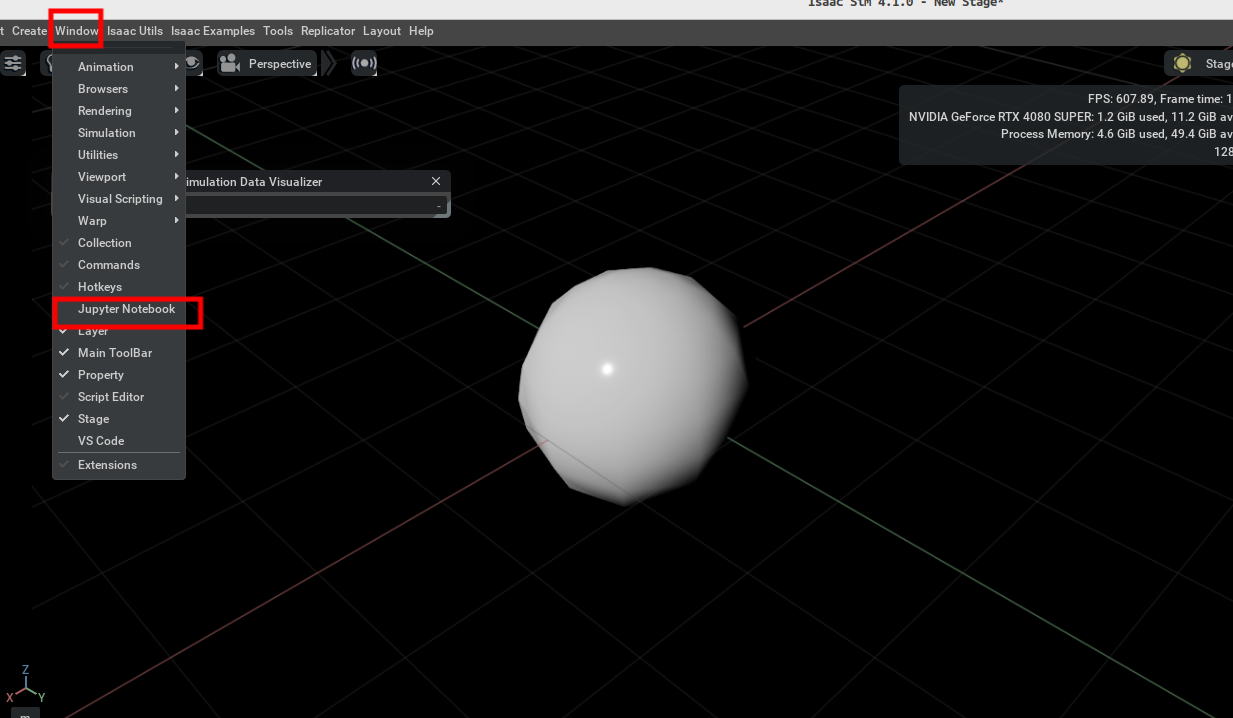 Isaac Sim 4.1.0 - New Stage*
t Create Window Isaac Utils Isaac Examples Tools Replicator Layout Help
Perspective
Stage
FPS: 607.89, Frame time: 1
NVIDIA GeForce RTX 4080 SUPER: 1.2 GiB used, 11.2 GiB av
Process Memory: 4.6 GiB used, 49.4 GiB av
128
Animation
Browsers
Rendering
Simulation
Utilities
Viewport
Visual Scripting
Warp
Collection
Commands
Hotkeys
Jupyter Notebook
Layer
Main ToolBar
Property
Script Editor
Stage
VS Code
Extensions
imulation Data Visualizer
-
Z
X Y
m